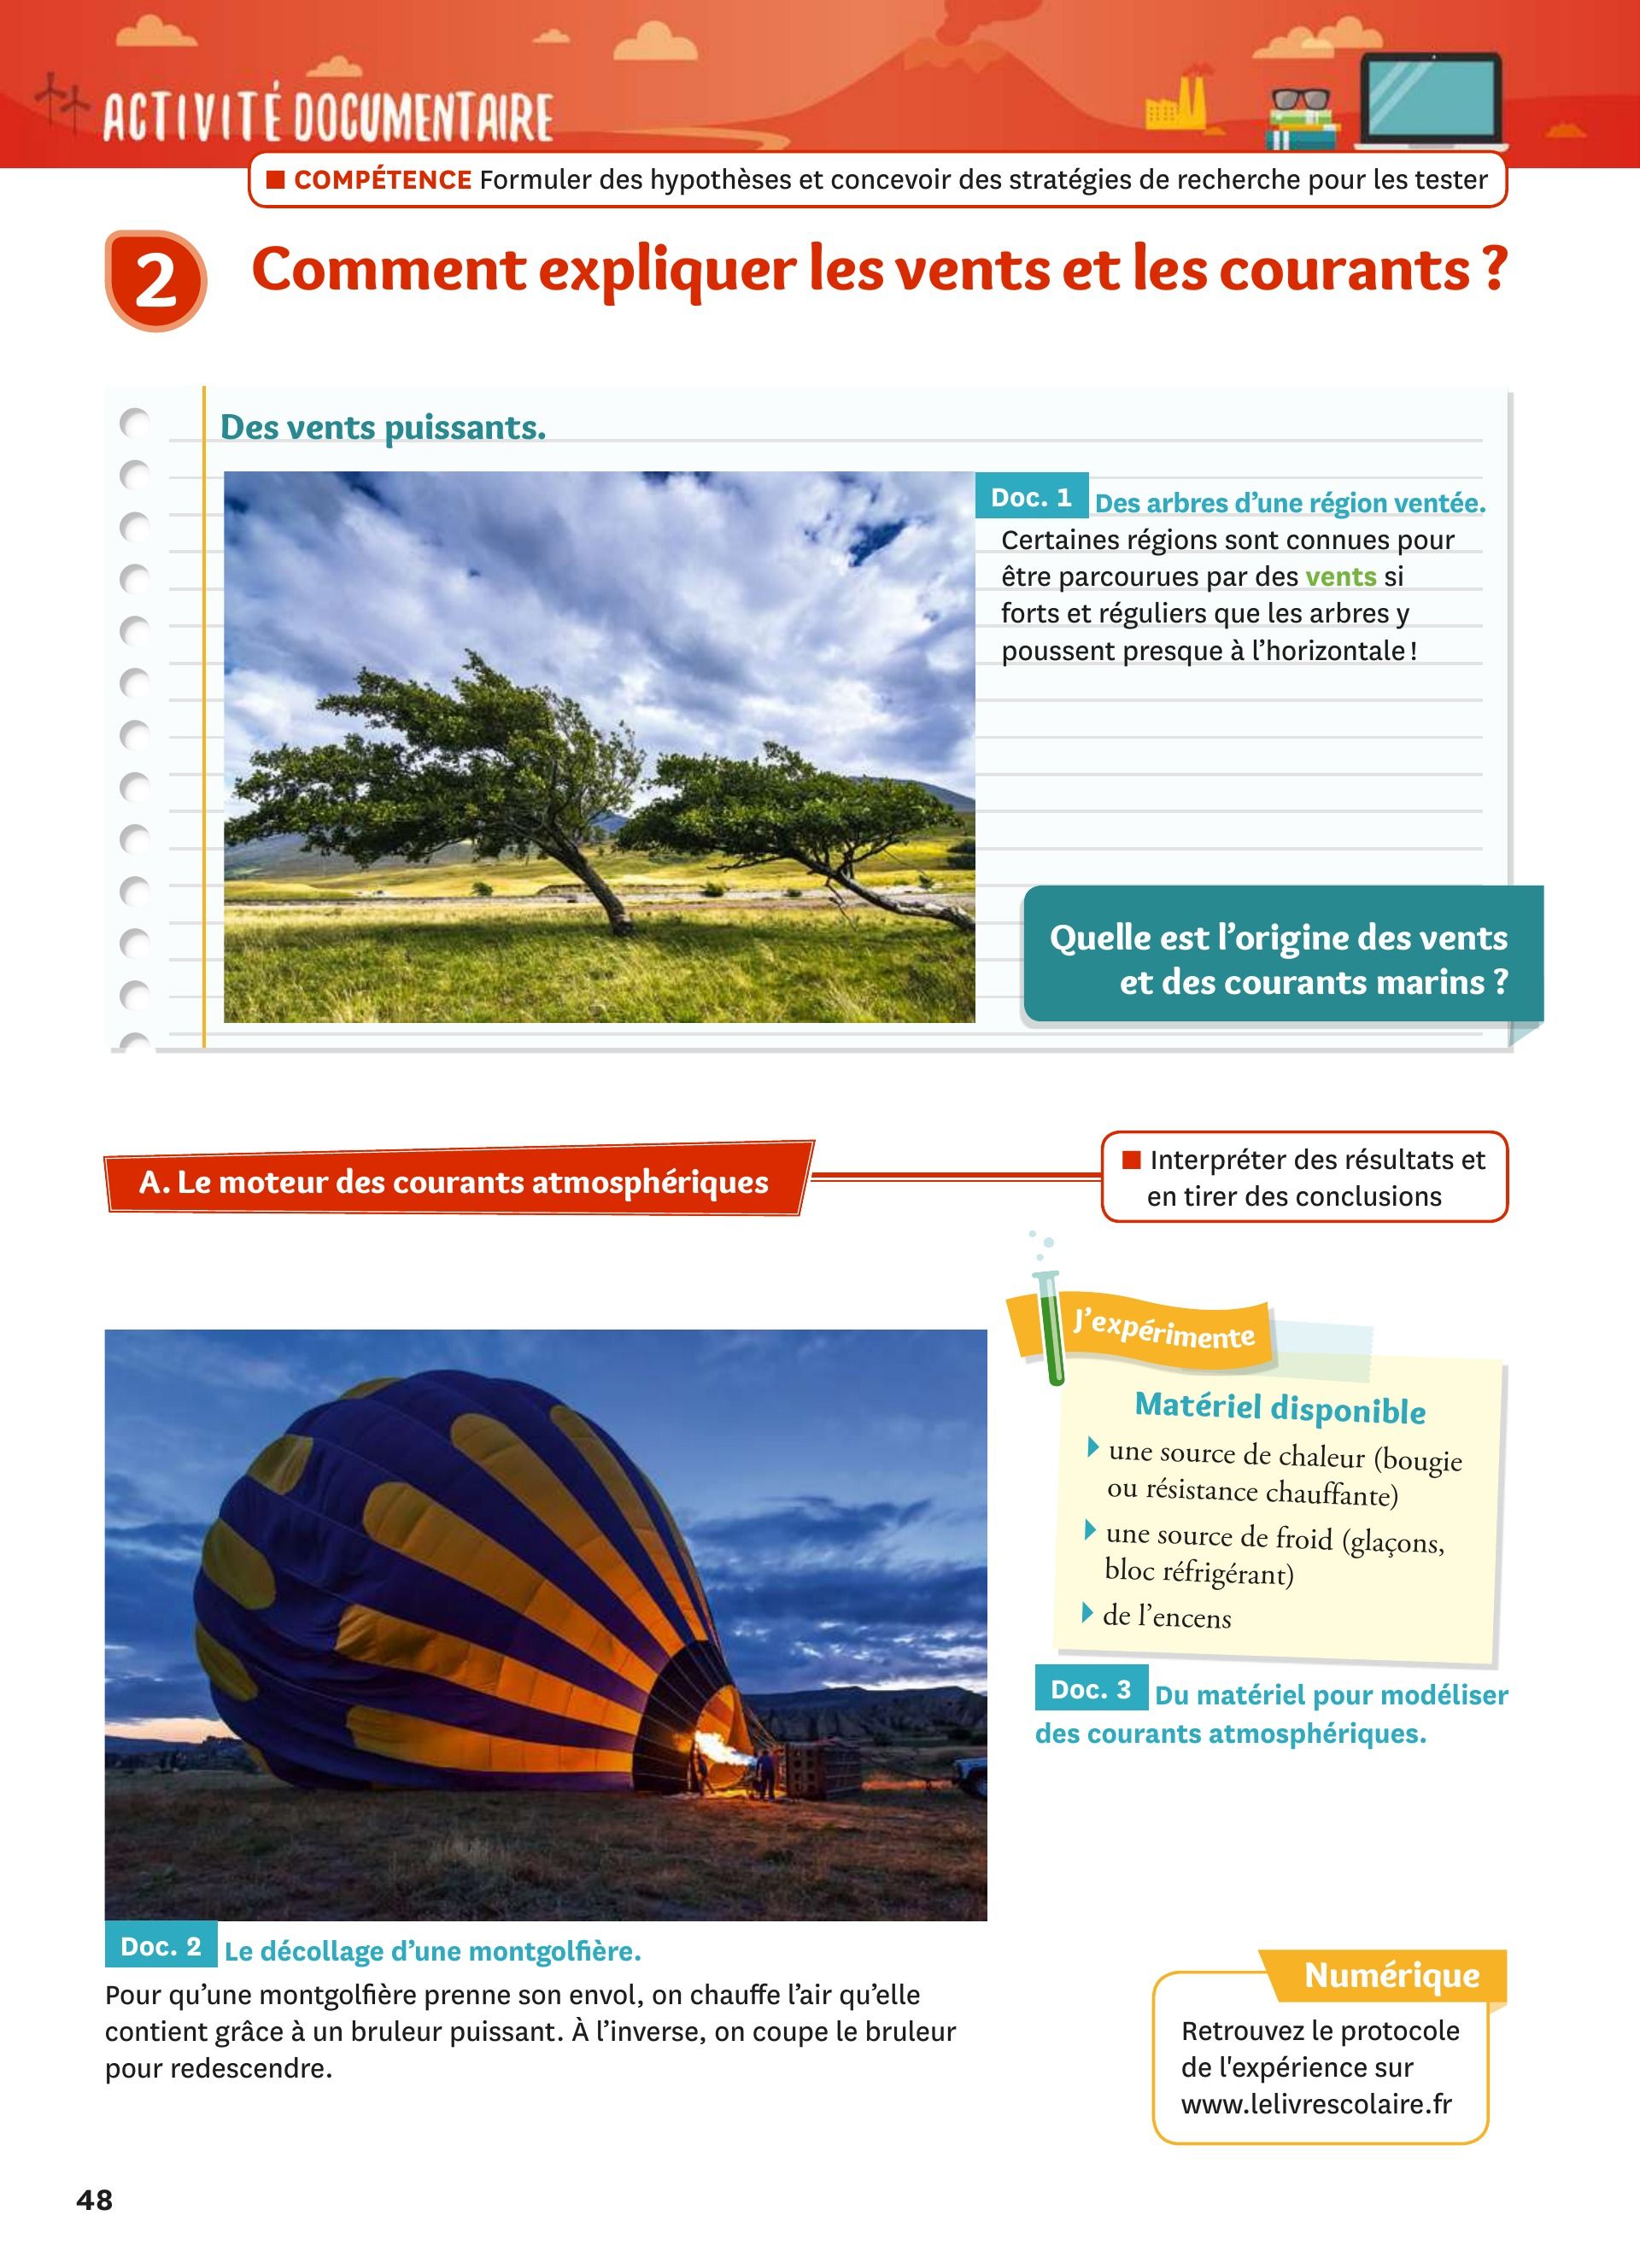 ACTIVITÉ DOCUMENTAIRE
COMPÉTENCE Formuler des hypothèses et concevoir des stratégies de recherche pour les tester
2
Comment expliquer les vents et les courants ?
Des vents puissants.
Doc. 1 Des arbres d’une région ventée.
Certaines régions sont connues pour
être parcourues par des vents si
forts et réguliers que les arbres y
poussent presque à l’horizontale !
Quelle est l’origine des vents
et des courants marins ?
A. Le moteur des courants atmosphériques
Interpréter des résultats et
en tirer des conclusions
J’expérimente
Matériel disponible
une source de chaleur (bougie
ou résistance chauffante)
une source de froid (glaçons,
bloc réfrigérant)
de l’encens
Doc. 3 Du matériel pour modéliser
des courants atmosphériques.
Doc. 2 Le décollage d’une montgolfière.
Pour qu’une montgolfière prenne son envol, on chauffe l’air qu’elle
contient grâce à un bruleur puissant. À l’inverse, on coupe le bruleur
pour redescendre.
Numérique
Retrouvez le protocole
de l'expérience sur
www.lelivrescolaire.fr
48